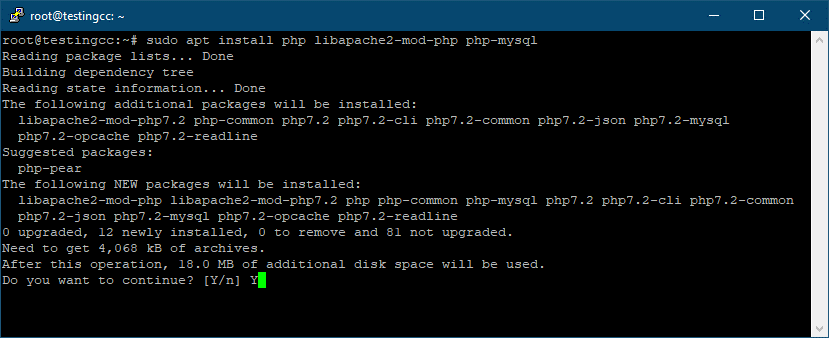 root@testingcc: ~
root@testingcc:~# sudo apt install php libapache2-mod-php php-mysql
Reading package lists... Done
Building dependency tree
Reading state information... Done
The following additional packages will be installed:
  libapache2-mod-php7.2 php-common php7.2 php7.2-cli php7.2-common php7.2-json php7.2-mysql
  php7.2-opcache php7.2-readline
Suggested packages:
  php-pear
The following NEW packages will be installed:
  libapache2-mod-php libapache2-mod-php7.2 php php-common php-mysql php7.2 php7.2-cli php7.2-common
  php7.2-json php7.2-mysql php7.2-opcache php7.2-readline
0 upgraded, 12 newly installed, 0 to remove and 81 not upgraded.
Need to get 4,068 kB of archives.
After this operation, 18.0 MB of additional disk space will be used.
Do you want to continue? [Y/n] Y